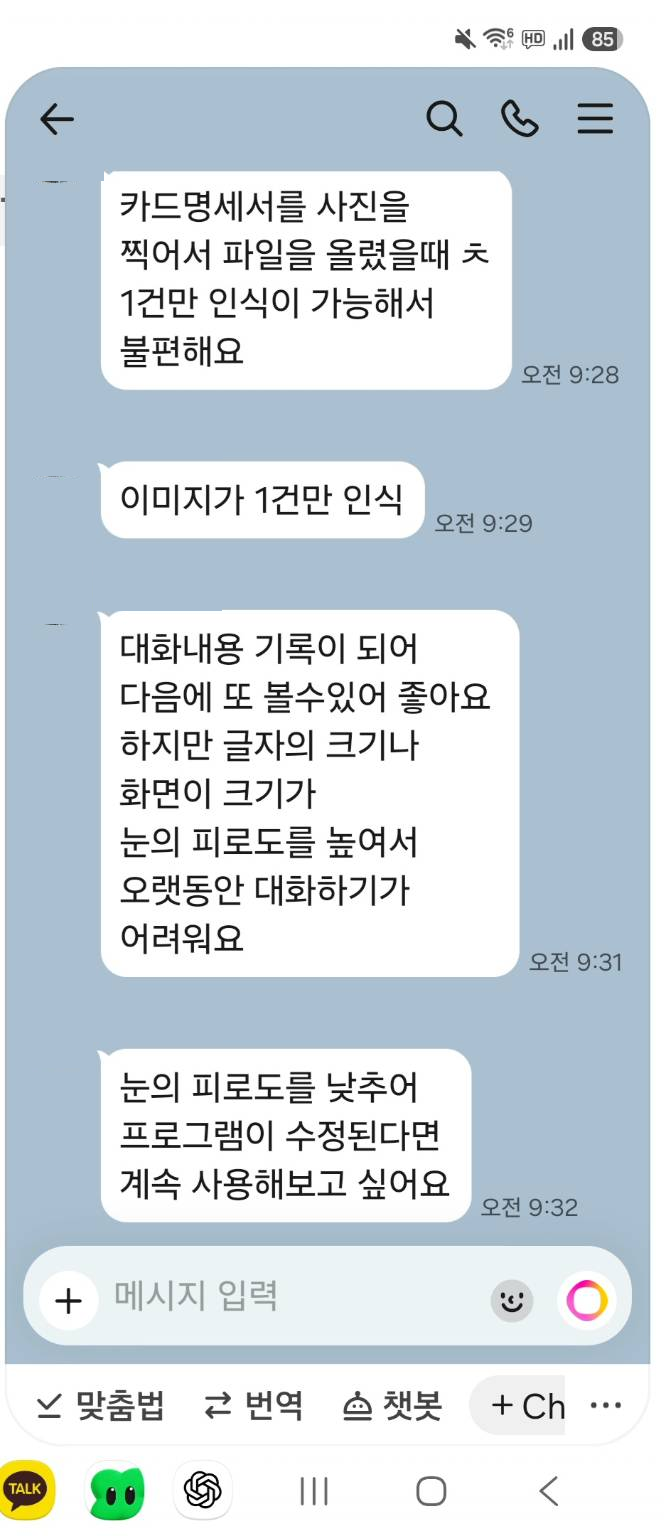 HD
85
카드명세서를 사진을
찍어서 파일을 올렸을때 ㅊ
1건만 인식이 가능해서
불편해요
오전 9:28
이미지가 1건만 인식
오전 9:29
대화내용 기록이 되어
다음에 또 볼수있어 좋아요
하지만 글자의 크기나
화면이 크기가
눈의 피로도를 높여서
오랫동안 대화하기가
어려워요
오전 9:31
눈의 피로도를 낮추어
프로그램이 수정된다면
계속 사용해보고 싶어요
오전 9:32
메시지 입력
맞춤법 번역 챗봇 + Ch
TALK